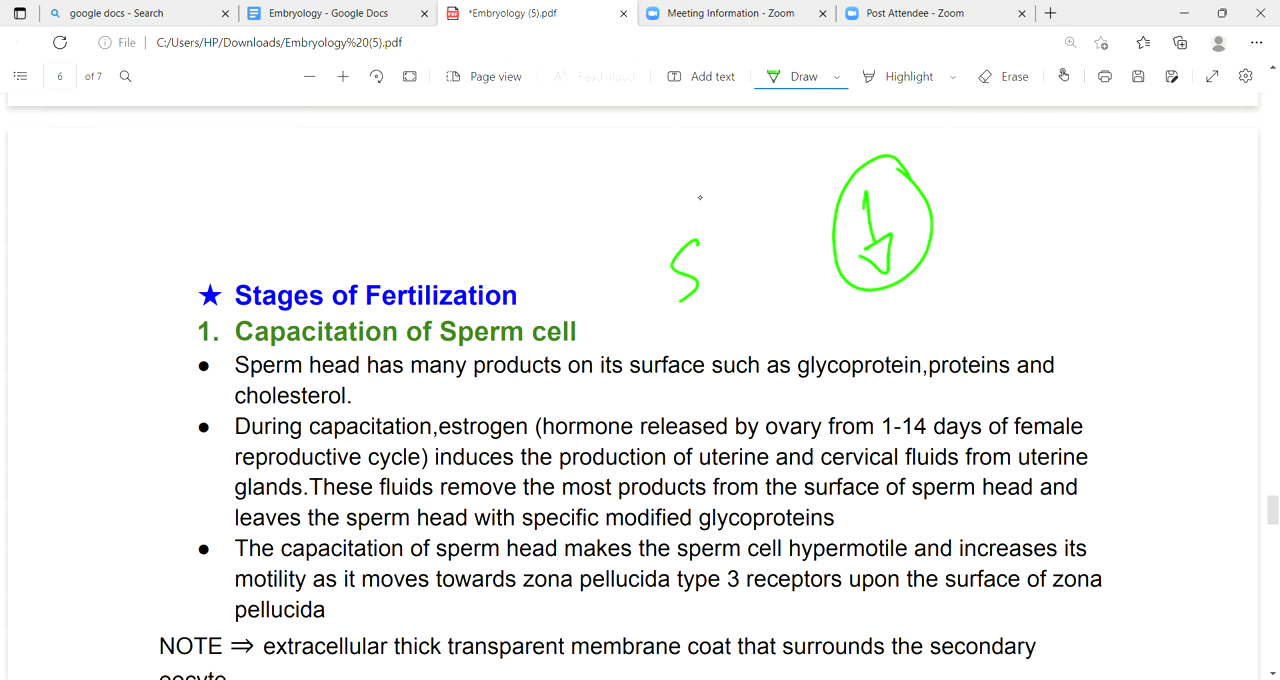 google docs - Search
Embryology - Google Docs
*Embryology (5).pdf
Meeting Information - Zoom
Post Attendee - Zoom
File
C:/Users/HP/Downloads/Embryology%20(5).pdf
6 of 7
Page view
Read aloud
Add text
Draw
Highlight
Erase
S
★ Stages of Fertilization
1. Capacitation of Sperm cell
● Sperm head has many products on its surface such as glycoprotein,proteins and
cholesterol.
● During capacitation,estrogen (hormone released by ovary from 1-14 days of female
reproductive cycle) induces the production of uterine and cervical fluids from uterine
glands.These fluids remove the most products from the surface of sperm head and
leaves the sperm head with specific modified glycoproteins
● The capacitation of sperm head makes the sperm cell hypermotile and increases its
motility as it moves towards zona pellucida type 3 receptors upon the surface of zona
pellucida
NOTE ⇒ extracellular thick transparent membrane coat that surrounds the secondary
oocyte